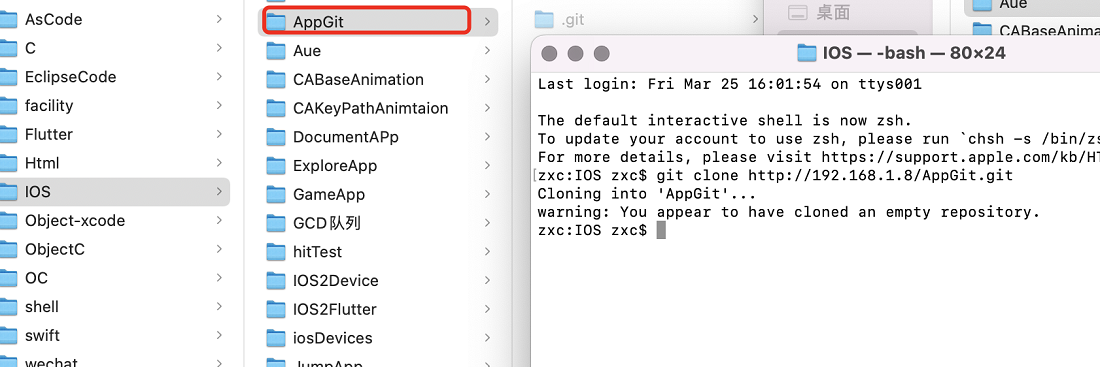 AsCode
C
EclipseCode
facility
Flutter
Html
IOS
Object-xcode
ObjectC
OC
shell
swift
wechat
AppGit
Aue
CABaseAnimation
CAKeyPathAnimtaion
DocumentAPp
ExploreApp
GameApp
GCD队列
hitTest
IOS2Device
IOS2Flutter
iosDevices
JumpApp
.git
桌面
Aue
CABaseAnima
IOS — -bash — 80×24
Last login: Fri Mar 25 16:01:54 on ttys001
The default interactive shell is now zsh.
To update your account to use zsh, please run `chsh -s /bin/zs
For more details, please visit https://support.apple.com/kb/HT
[zxc:IOS zxc$ git clone http://192.168.1.8/AppGit.git
Cloning into 'AppGit'...
warning: You appear to have cloned an empty repository.
zxc:IOS zxc$